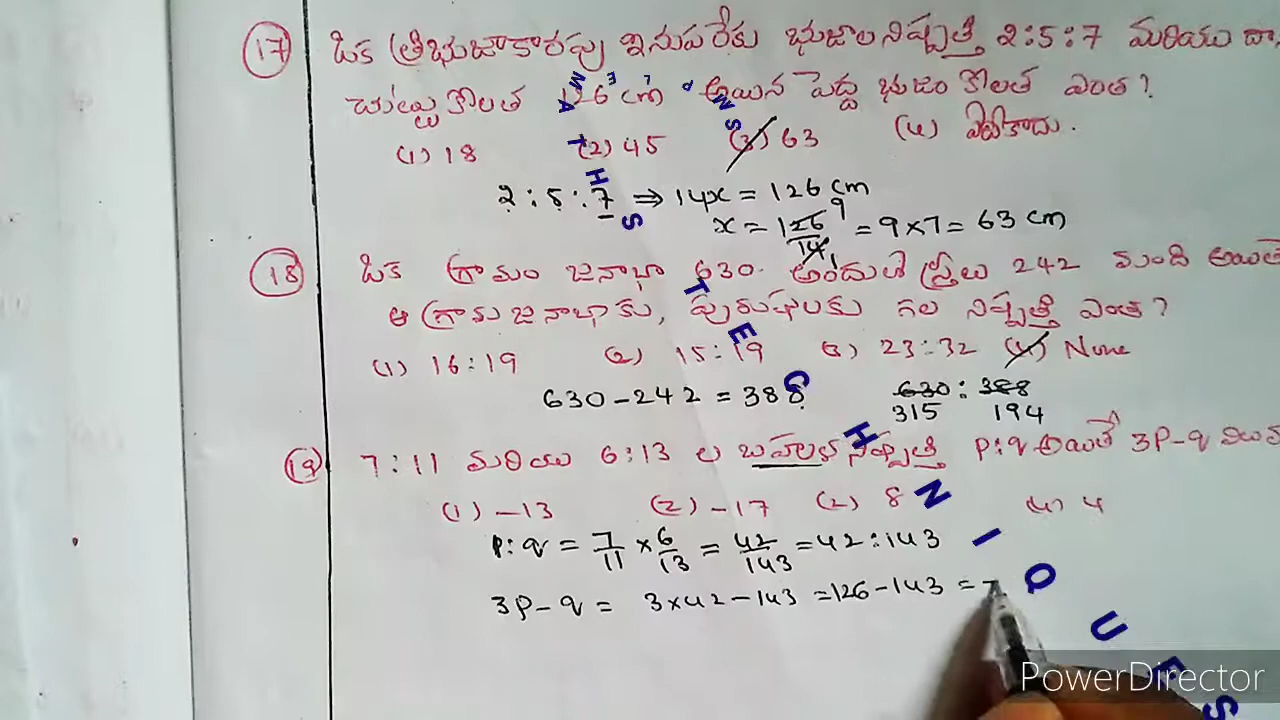 (17) ఒక త్రిభుజాకారపు ఇనుపరేకు భుజాల నిష్పత్తి 2:5:7 మరియు దా
చుట్టు కొలత 126 cm అయిన పెద్ద భుజం కొలత ఎంత?
(1) 18 (2) 45 (3) 63 (4) ఏదీకాదు.
2:5:7 ⇒ 14x = 126 cm
x = 126/14 9 1 = 9×7 = 63 cm
(18) ఒక గ్రామం జనాభా 630. అందులో స్త్రీలు 242 మంది అయితే
ఆ గ్రామ జనాభాకు, పురుషులకు గల నిష్పత్తి ఎంత?
(1) 16:19 (2) 15:19 (3) 23:32 (4) None
630-242 = 388 630 : 388
315 194
(19) 7:11 మరియు 6:13 ల బహుళ నిష్పత్తి p:q అయితే 3P-q విలువ
(1) -13 (2) -17 (2) 8 (4) 4
p:q = 7/11 × 6/13 = 42/143 = 42:143
3P-q = 3×42-143 = 126-143 = -
MATHS
TECHNIQUES
PowerDirector